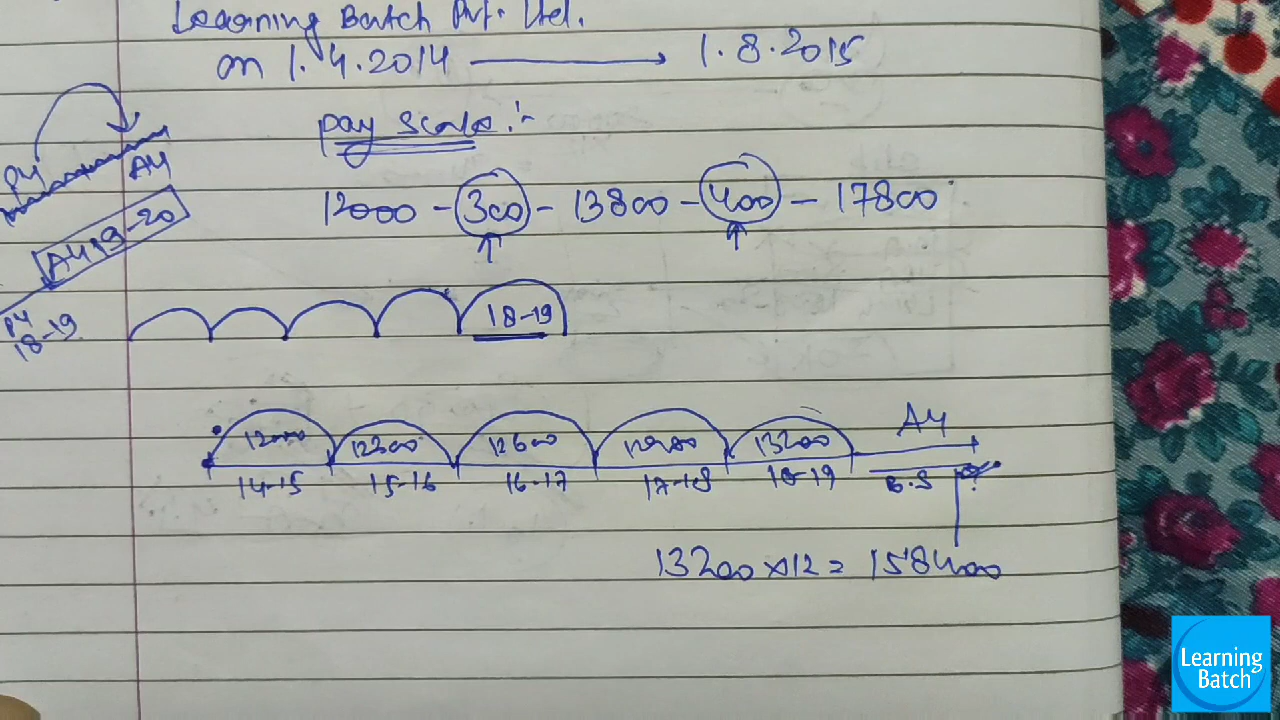 Learning Batch Pvt. Ltd.
on 1.4.2014 → 1.8.2015
Pay Scale :-
PY
AY
12000 - 300 - 13800 - 400 - 17800
AY 19-20
PY
18-19
18-19
12000 12300 12600 12900 13200 AY
14-15 15-16 16-17 17-18 18-19 B.S ?
13200 × 12 = 158400
Learning
Batch